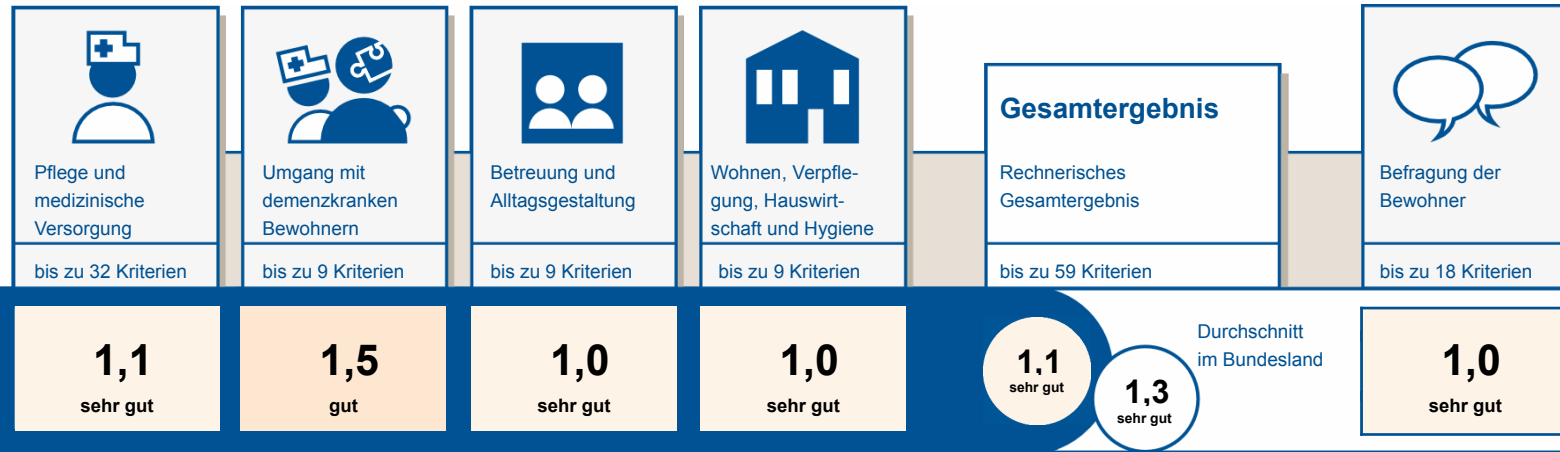 Pflege und
medizinische
Versorgung
bis zu 32 Kriterien
1,1
sehr gut
Umgang mit
demenzkranken
Bewohnern
bis zu 9 Kriterien
1,5
gut
Betreuung und
Alltagsgestaltung
bis zu 9 Kriterien
1,0
sehr gut
Wohnen, Verpfle-
gung, Hauswirt-
schaft und Hygiene
bis zu 9 Kriterien
1,0
sehr gut
Gesamtergebnis
Rechnerisches
Gesamtergebnis
bis zu 59 Kriterien
1,1
sehr gut
Durchschnitt
im Bundesland
1,3
sehr gut
Befragung der
Bewohner
bis zu 18 Kriterien
1,0
sehr gut